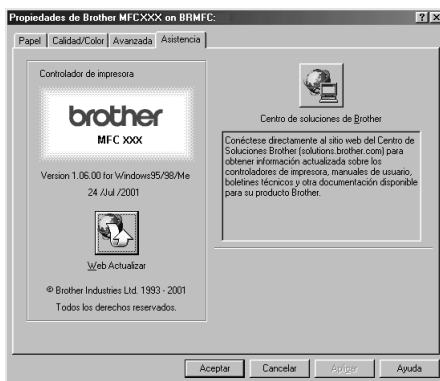 Propiedades de Brother MFCXXX on BRMFC:
Papel Calidad/Color Avanzada Asistencia
Controlador de impresora
brother
MFC XXX
Version 1.06.00 for Windows95/98/Me
24 /Jul /2001
Web Actualizar
© Brother Industries Ltd. 1993 - 2001
Todos los derechos reservados.
Centro de soluciones de Brother
Conéctese directamente al sitio web del Centro de
Soluciones Brother (solutions.brother.com) para
obtener información actualizada sobre los
controladores de impresora, manuales de usuario,
boletines técnicos y otra documentación disponible
para su producto Brother.
Aceptar Cancelar Aplicar Ayuda